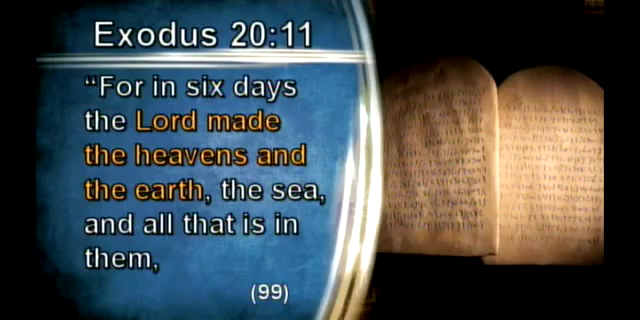 Exodus 20:11
“For in six days
the Lord made
the heavens and
the earth, the sea,
and all that is in
them,
(99)